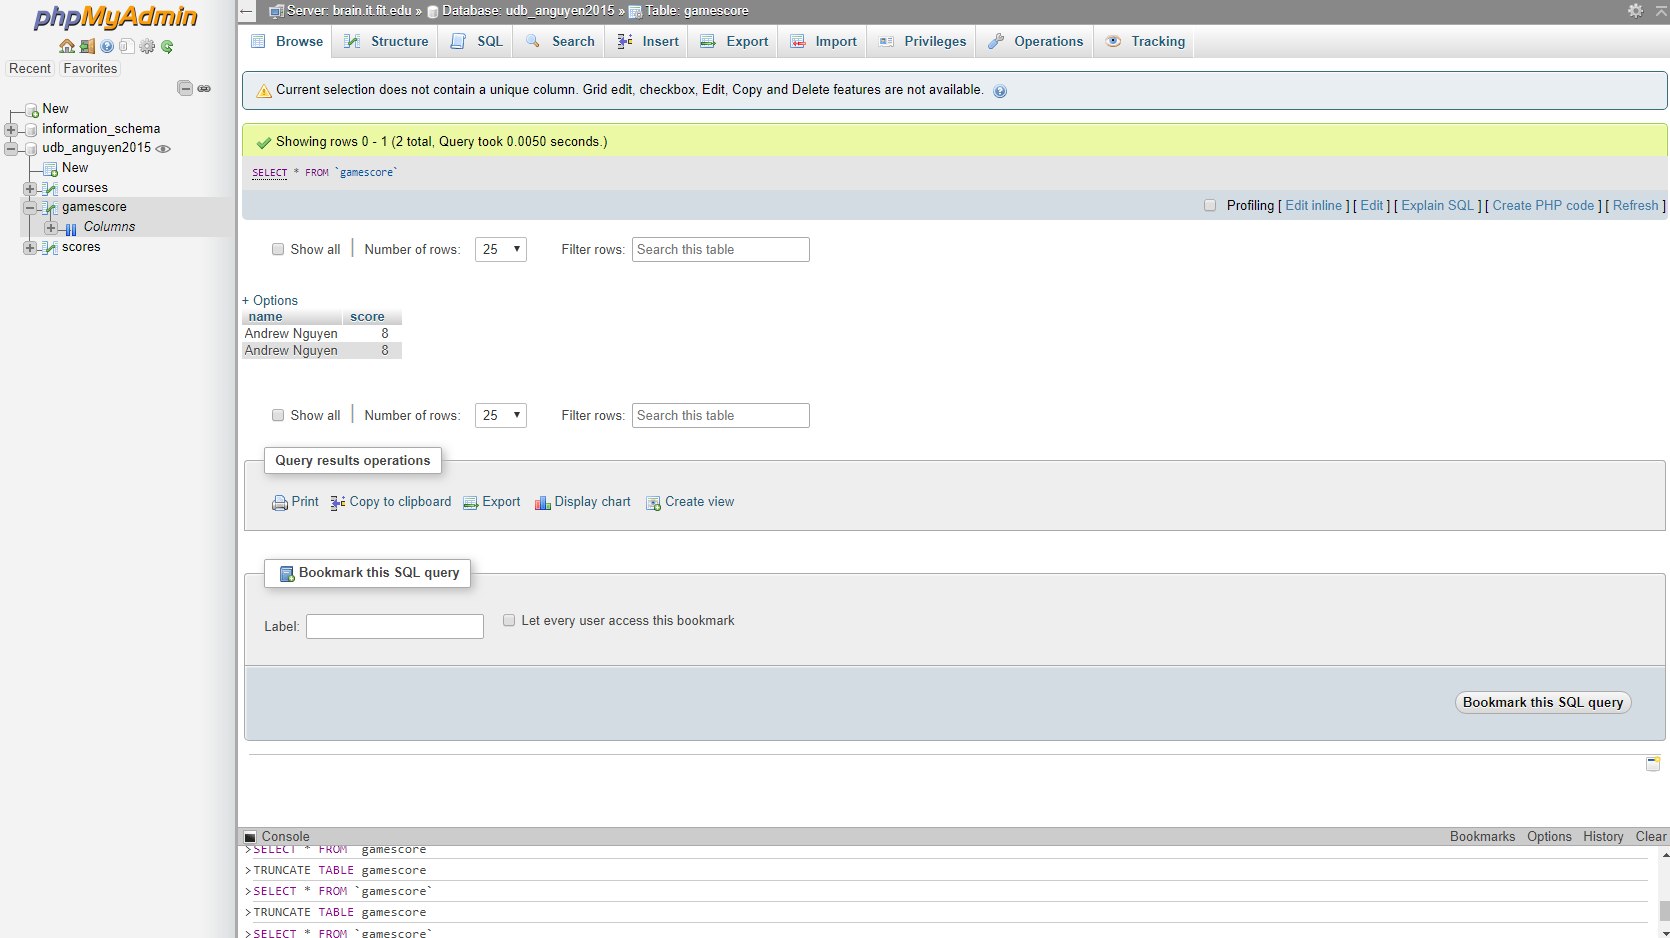 phpMyAdmin
Recent Favorites
New
information_schema
udb_anguyen2015
New
courses
gamescore
Columns
scores
Server: brain.it.fit.edu » Database: udb_anguyen2015 » Table: gamescore
Browse Structure SQL Search Insert Export Import Privileges Operations Tracking
Current selection does not contain a unique column. Grid edit, checkbox, Edit, Copy and Delete features are not available.
Showing rows 0 - 1 (2 total, Query took 0.0050 seconds.)
SELECT * FROM `gamescore`
Profiling [ Edit inline ] [ Edit ] [ Explain SQL ] [ Create PHP code ] [ Refresh ]
Show all | Number of rows: 25 Filter rows: Search this table
+ Options
name score
Andrew Nguyen 8
Andrew Nguyen 8
Show all | Number of rows: 25 Filter rows: Search this table
Query results operations
Print Copy to clipboard Export Display chart Create view
Bookmark this SQL query
Label: Let every user access this bookmark
Bookmark this SQL query
Console Bookmarks Options History Clear
>SELECT * FROM `gamescore`
>TRUNCATE TABLE gamescore
>SELECT * FROM `gamescore`
>TRUNCATE TABLE gamescore
>SELECT * FROM `gamescore`